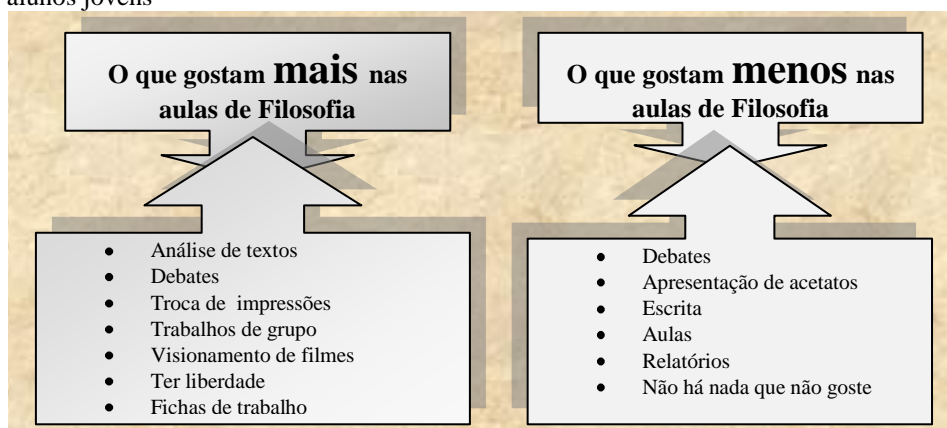 alunos jovens
O que gostam mais nas
aulas de Filosofia
• Análise de textos
• Debates
• Troca de impressões
• Trabalhos de grupo
• Visionamento de filmes
• Ter liberdade
• Fichas de trabalho
O que gostam menos nas
aulas de Filosofia
• Debates
• Apresentação de acetatos
• Escrita
• Aulas
• Relatórios
• Não há nada que não goste